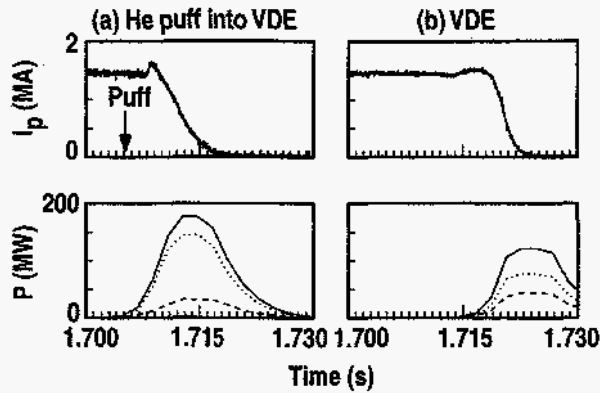 (a) He puff into VDE (b) VDE
2
I_p (MA)
Puff
0
200
P (MW)
0
1.700 1.715 1.730 1.700 1.715 1.730
Time (s)